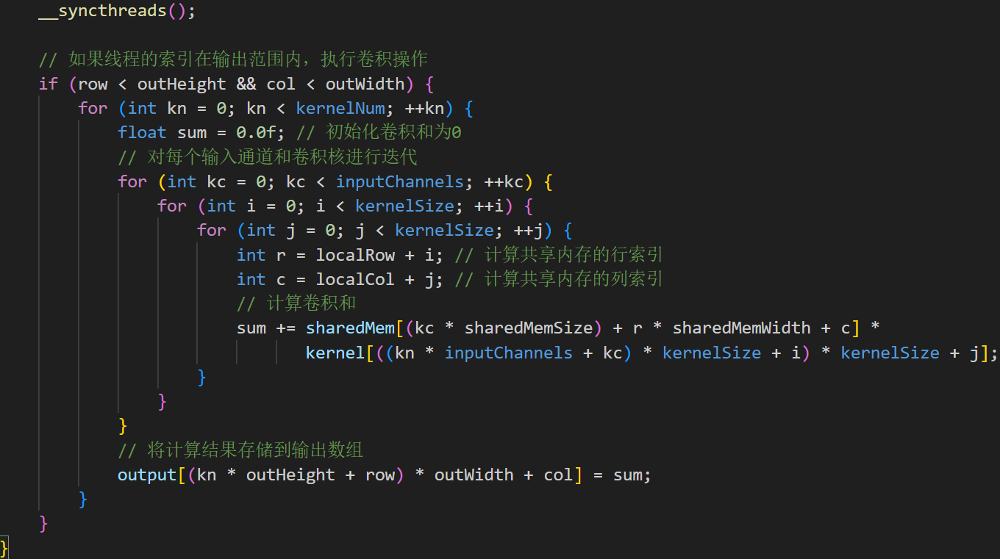 __syncthreads();
// 如果线程的索引在输出范围内，执行卷积操作
if (row < outHeight && col < outWidth) {
for (int kn = 0; kn < kernelNum; ++kn) {
float sum = 0.0f; // 初始化卷积和为0
// 对每个输入通道和卷积核进行迭代
for (int kc = 0; kc < inputChannels; ++kc) {
for (int i = 0; i < kernelSize; ++i) {
for (int j = 0; j < kernelSize; ++j) {
int r = localRow + i; // 计算共享内存的行索引
int c = localCol + j; // 计算共享内存的列索引
// 计算卷积和
sum += sharedMem[(kc * sharedMemSize) + r * sharedMemWidth + c] *
kernel[((kn * inputChannels + kc) * kernelSize + i) * kernelSize + j];
}
}
}
// 将计算结果存储到输出数组
output[(kn * outHeight + row) * outWidth + col] = sum;
}
}
}